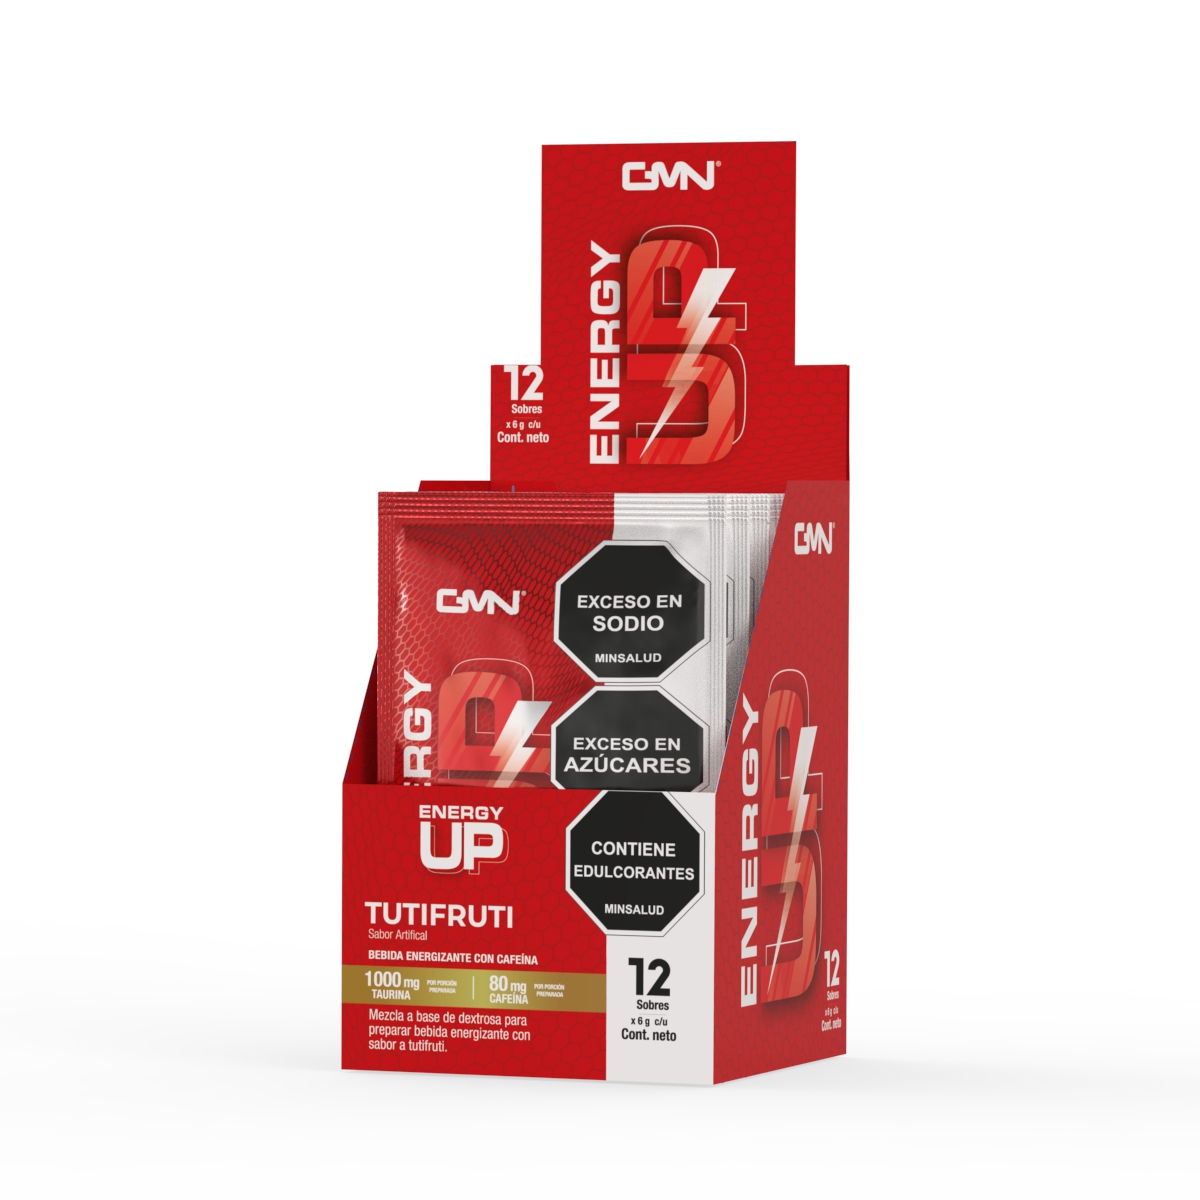 GMN®
ENERGY
UP
12
Sobres
x 6 g c/u
Cont. neto
GMN®
ERGY
EXCESO EN
SODIO
MINSALUD
EXCESO EN
AZÚCARES
GMN®
ENERGY
UP
12
Sobres
x 6 g c/u
Cont. neto
ENERGY
UP
TUTIFRUTI
Sabor Artifical
BEBIDA ENERGIZANTE CON CAFEÍNA
1000 mg
TAURINA
POR PORCIÓN
PREPARADA
80 mg
CAFEÍNA
POR PORCIÓN
PREPARADA
Mezcla a base de dextrosa para
preparar bebida energizante con
sabor a tutifruti.
CONTIENE
EDULCORANTES
MINSALUD
12
Sobres
x 6 g c/u
Cont. neto